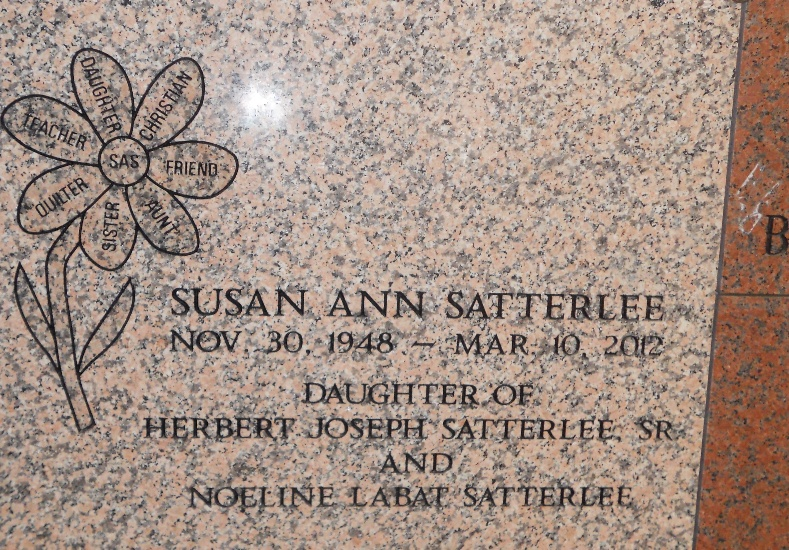 DAUGHTER
CHRISTIAN
TEACHER
SAS
FRIEND
QUILTER
SISTER
AUNT
SUSAN ANN SATTERLEE
NOV. 30, 1948 – MAR. 10, 2012
DAUGHTER OF
HERBERT JOSEPH SATTERLEE, SR.
AND
NOELINE LABAT SATTERLEE
B